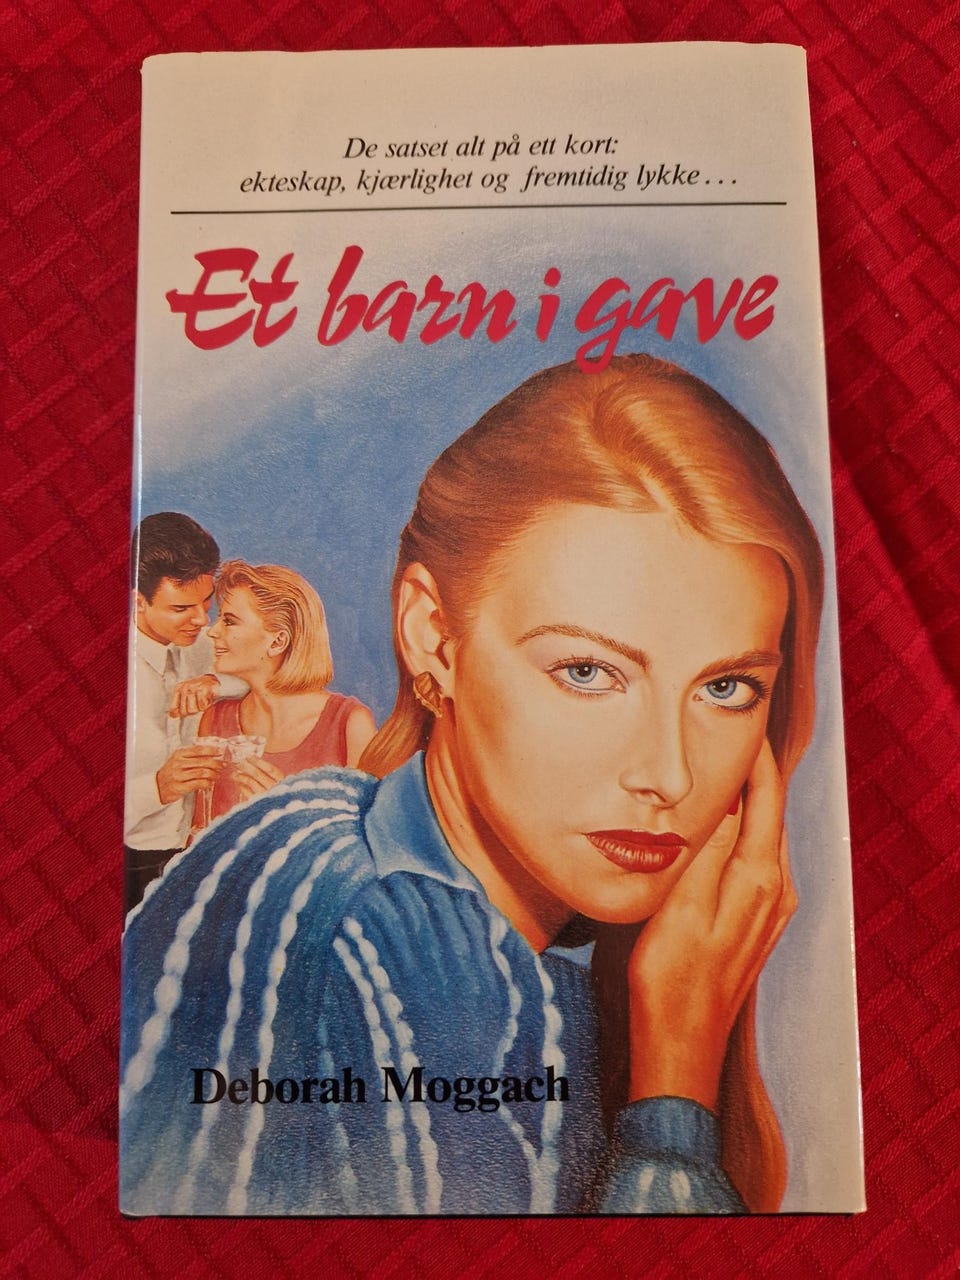 De satset alt på ett kort:
ekteskap, kjærlighet og fremtidig lykke...
Et barn i gave
Deborah Moggach